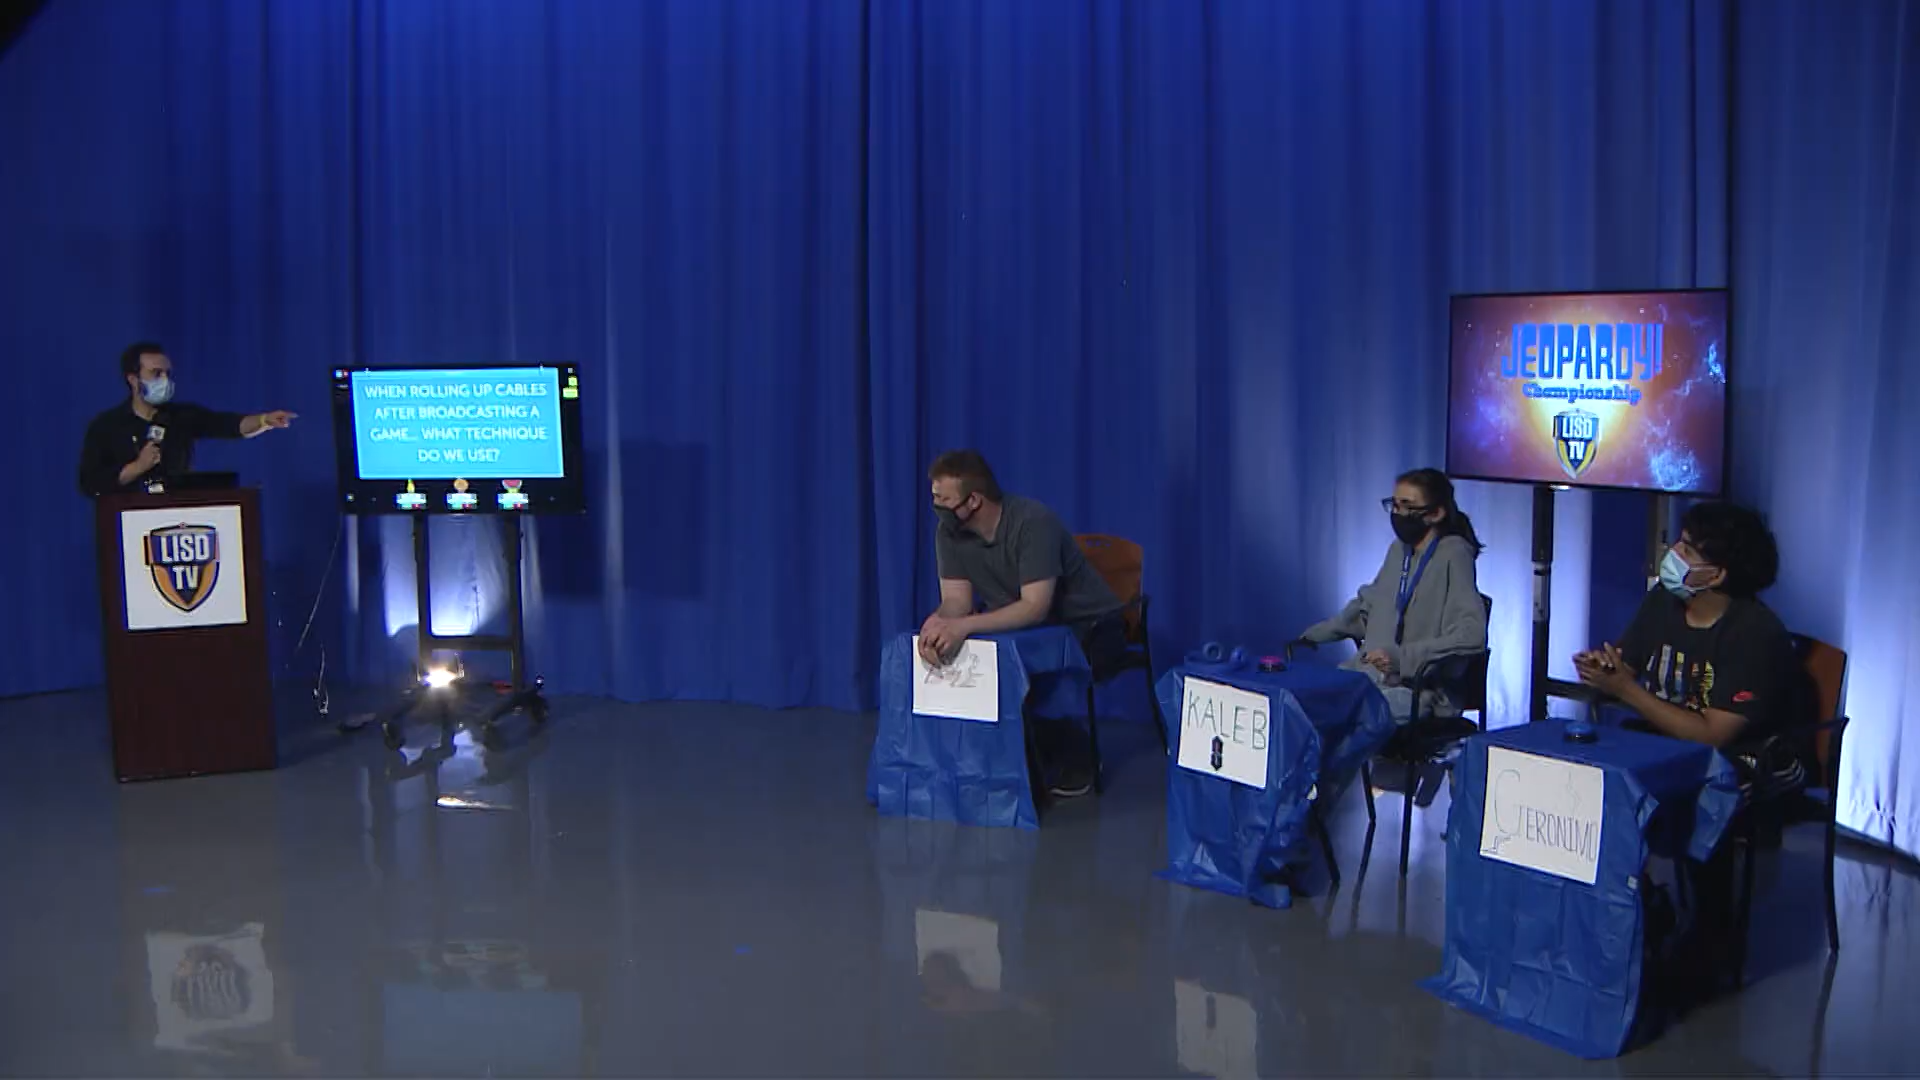 WHEN ROLLING UP CABLES
AFTER BROADCASTING A
GAME... WHAT TECHNIQUE
DO WE USE?
JEOPARDY!
Championship
LISD
TV
LISD
TV
KALEB
GERONIMO